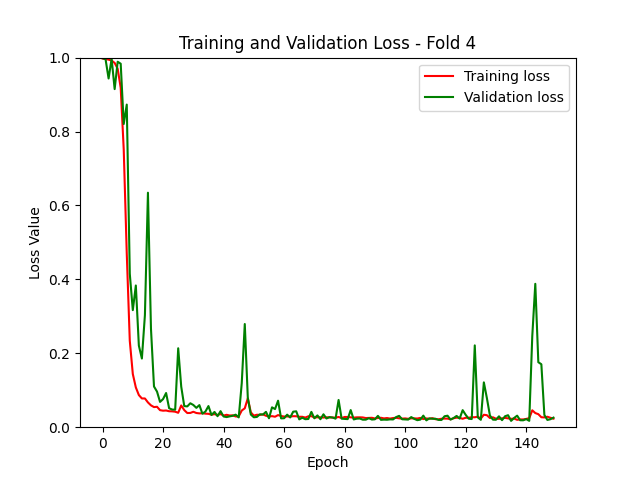 Training and Validation Loss - Fold 4
Training loss
Validation loss
1.0
0.8
0.6
0.4
0.2
0.0
Loss Value
0 20 40 60 80 100 120 140
Epoch